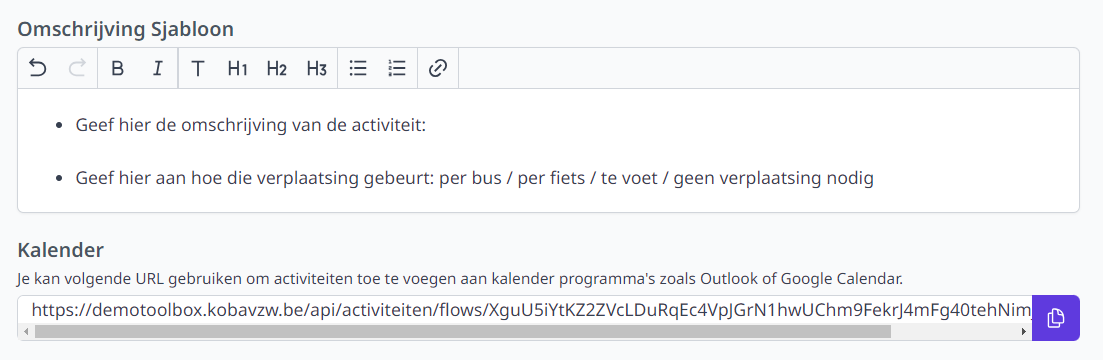 Omschrijving Sjabloon
B I T H1 H2 H3
Geef hier de omschrijving van de activiteit:
Geef hier aan hoe die verplaatsing gebeurt: per bus / per fiets / te voet / geen verplaatsing nodig
Kalender
Je kan volgende URL gebruiken om activiteiten toe te voegen aan kalender programma's zoals Outlook of Google Calendar.
https://demotoolbox.kobavzw.be/api/activiteiten/flows/XguU5iYtKZ2ZVcLDuRqEc4VpJGrN1hwUChm9FekrJ4mFg40tehNim